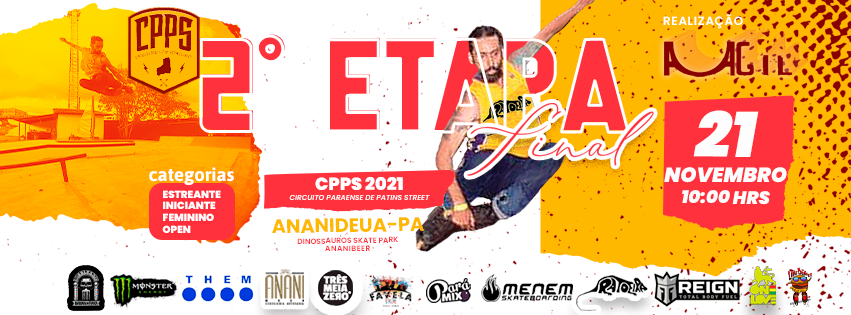 CPPS
2º ETAPA
Final
REALIZAÇÃO
21
NOVEMBRO
10:00 HRS
categorias
ESTREANTE
INICIANTE
FEMININO
OPEN
CPPS 2021
CIRCUITO PARAENSE DE PATINS STREET
ANANIDEUA-PA
DINOSSAUROS SKATE PARK
ANANIBEER
MONSTER
ENERGY
THEM
ANANI
TRÊS
MEIA
ZERO
FAVELA
Pará
MIX
MENEM
SKATEBOARDING
REIGN
TOTAL BODY FUEL